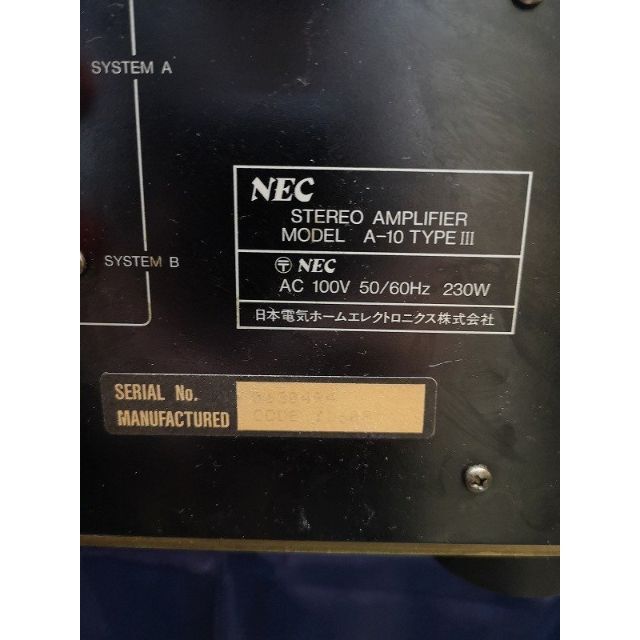 SYSTEM A
NEC
STEREO AMPLIFIER
MODEL A-10 TYPE III
SYSTEM B
〒 NEC
AC 100V 50/60Hz 230W
日本電気ホームエレクトロニクス株式会社
SERIAL No.
MANUFACTURED CODE